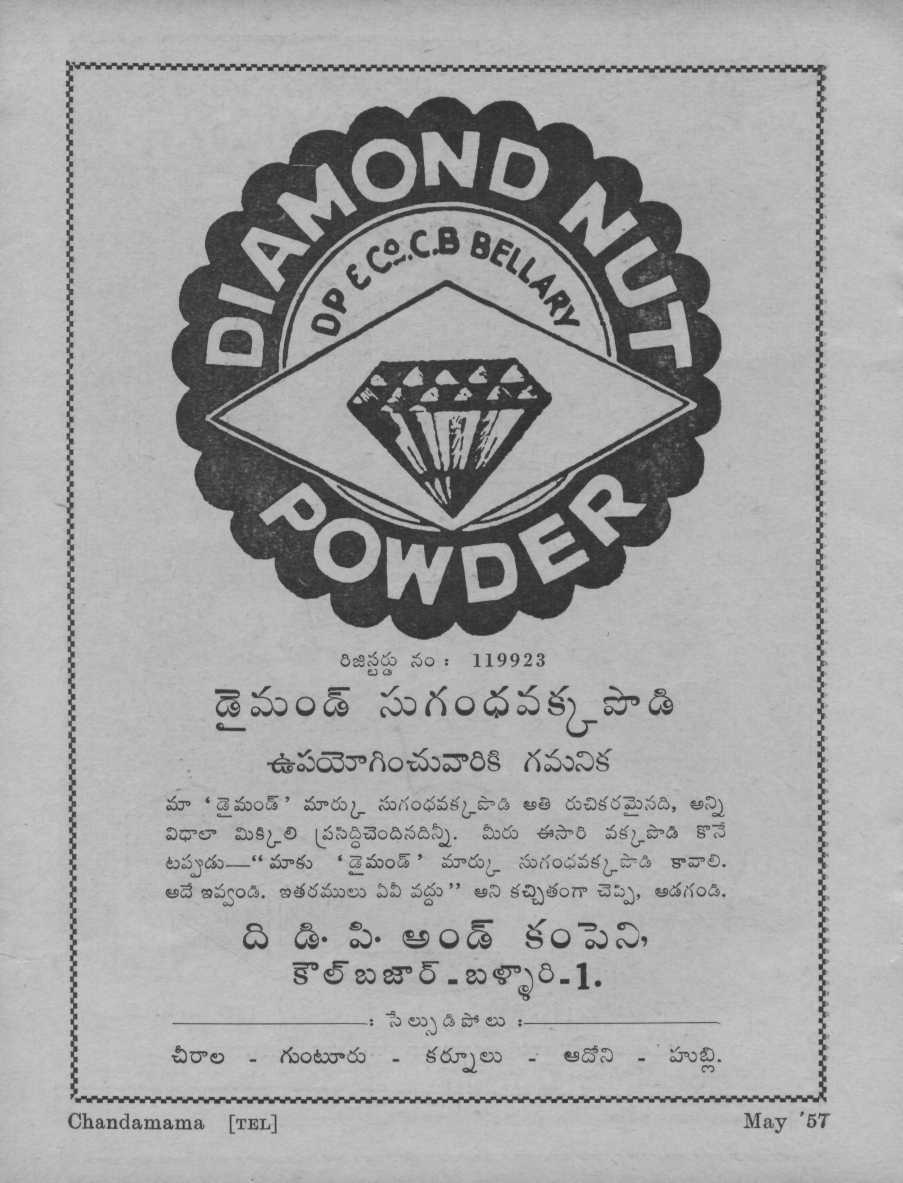 DIAMOND NUT
DP & Co. C.B BELLARY
POWDER
రిజిస్టర్డు నం : 119923
డైమండ్ సుగంధవక్కపొడి
ఉపయోగించువారికి గమనిక
మా ‘డైమండ్’ మార్కు సుగంధవక్కపొడి అతి రుచికరమైనది, అన్ని
విధాలా మిక్కిలి ప్రసిద్ధిచెందినదిన్నీ. మీరు ఈసారి వక్కపొడి కొనే
టప్పుడు—“మాకు ‘డైమండ్’ మార్కు సుగంధవక్కపొడి కావాలి.
అదే ఇవ్వండి. ఇతరములు ఏవీ వద్దు” అని కచ్చితంగా చెప్పి, అడగండి.
ది డి. పి. అండ్ కంపెని,
కౌల్ బజార్ - బళ్ళారి-1.
: సేల్సుడిపోలు :
చీరాల - గుంటూరు - కర్నూలు - ఆదోని - హుబ్లి.
Chandamama [TEL]
May '57